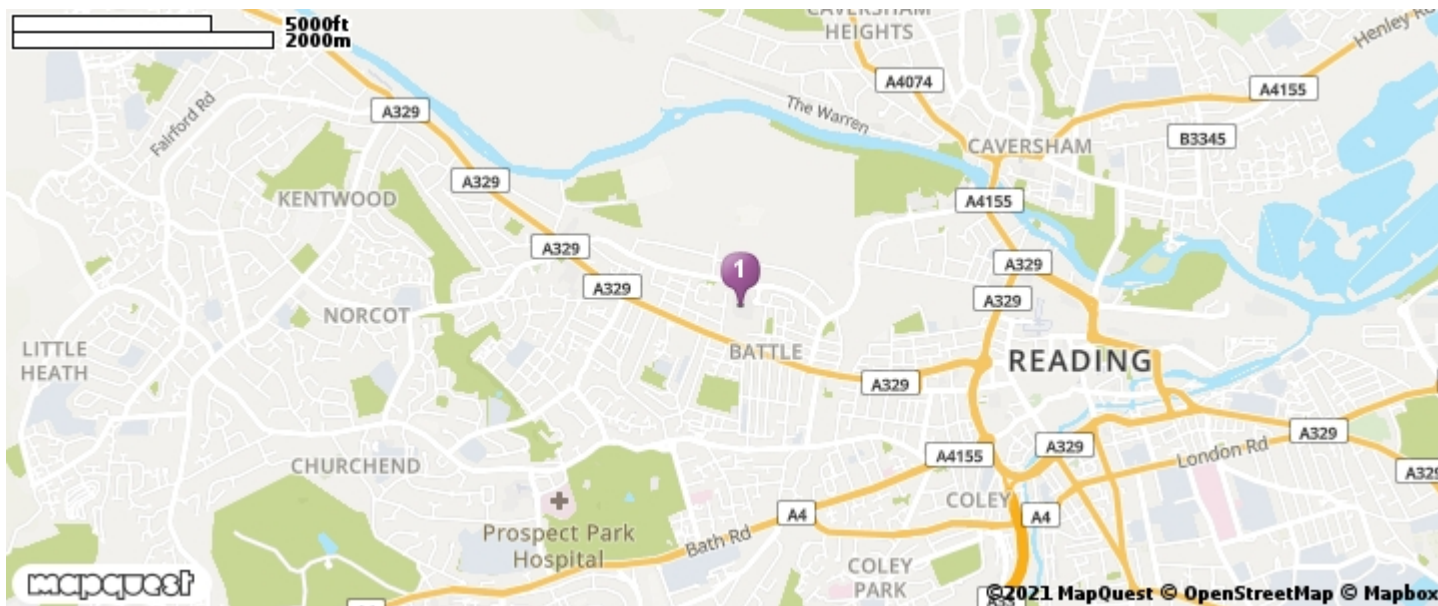 5000ft
2000m
CAVERSHAM
HEIGHTS
Henley Rd
A4074
A4155
The Warren
A329
Fairford Rd
B3345
CAVERSHAM
A329
KENTWOOD
A4155
A329
A329
1
A329
A329
NORCOT
LITTLE
HEATH
BATTLE
READING
A329
A329
A329
London Rd
A4155
CHURCHEND
A329
COLEY
A4
A4
Prospect Park
Hospital
Bath Rd
COLEY
PARK
mapquest
©2021 MapQuest © OpenStreetMap © Mapbox